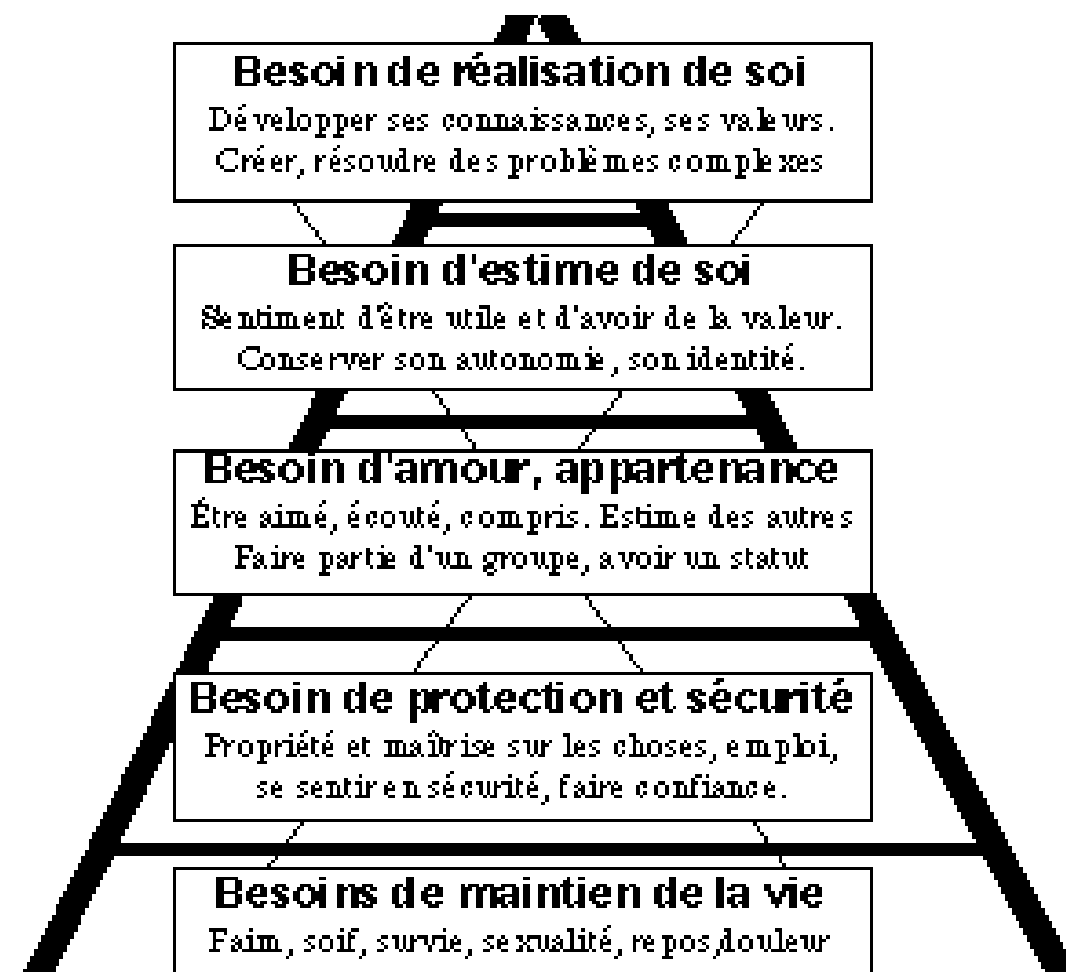 Besoin de réalisation de soi
Développer ses connaissances, ses valeurs.
Créer, résoudre des problèmes complexes
Besoin d'estime de soi
Sentiment d'être utile et d'avoir de la valeur.
Conserver son autonomie, son identité.
Besoin d'amour, appartenance
Être aimé, écouté, compris. Estime des autres
Faire partie d'un groupe, avoir un statut
Besoin de protection et sécurité
Propriété et maîtrise sur les choses, emploi,
se sentir en sécurité, faire confiance.
Besoins de maintien de la vie
Faim, soif, survie, sexualité, repos,douleur